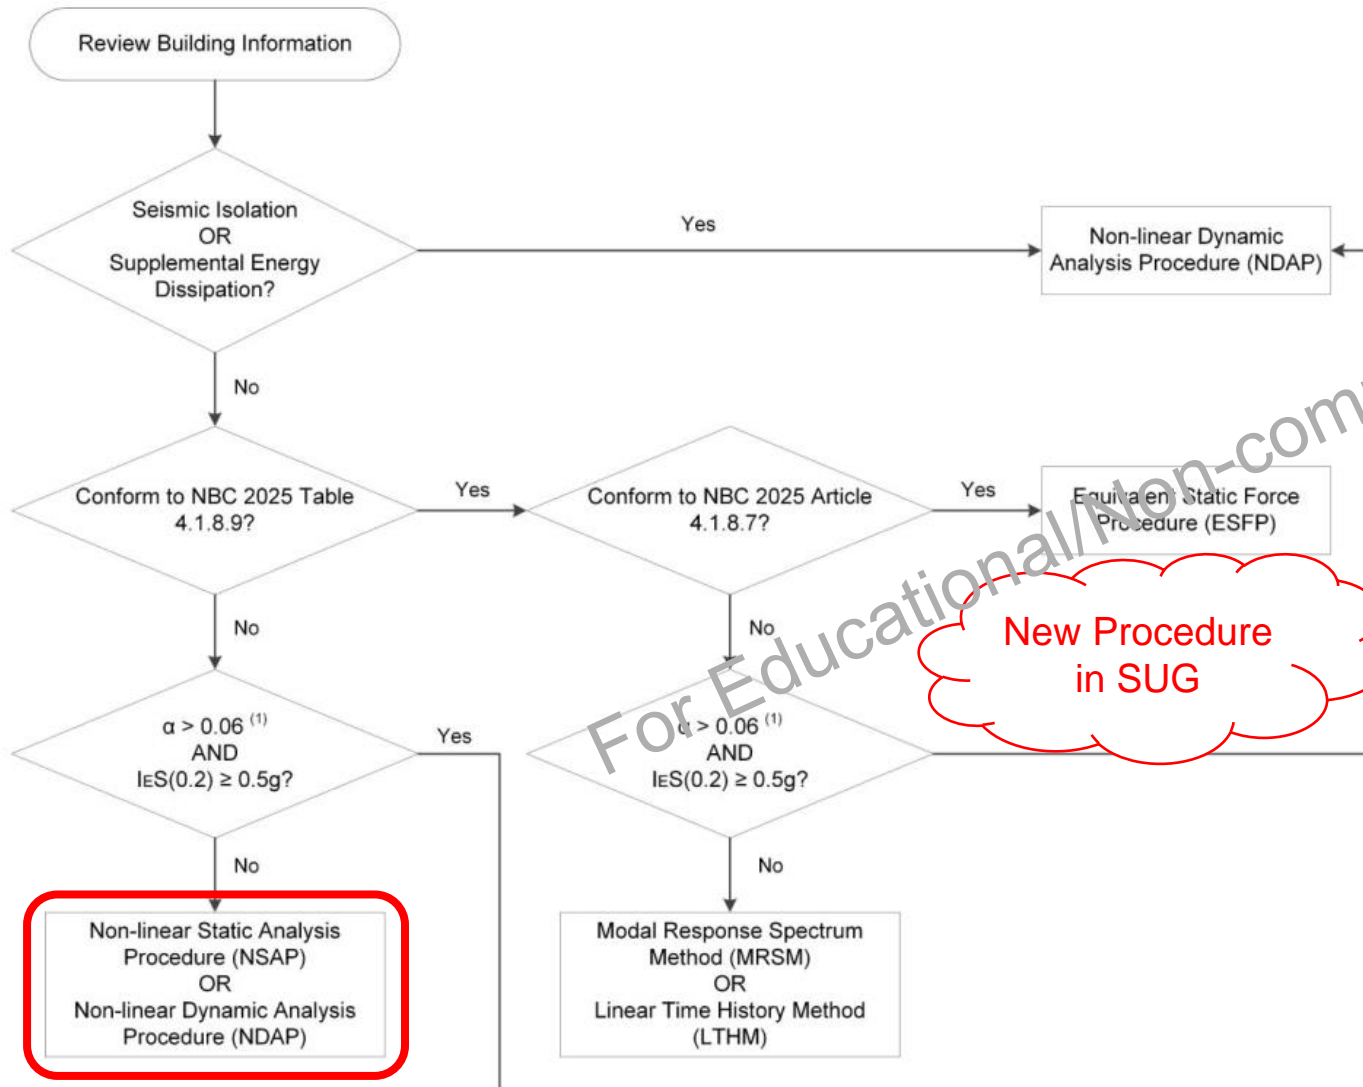 Review Building Information
Seismic Isolation
OR
Supplemental Energy
Dissipation?
Yes
Non-linear Dynamic
Analysis Procedure (NDAP)
No
Conform to NBC 2025 Table
4.1.8.9?
Yes
Conform to NBC 2025 Article
4.1.8.7?
Yes
Equivalent Static Force
Procedure (ESFP)
No
No
New Procedure
in SUG
α > 0.06 (1)
AND
IES(0.2) ≥ 0.5g?
Yes
α > 0.06 (1)
AND
IES(0.2) ≥ 0.5g?
No
No
Non-linear Static Analysis
Procedure (NSAP)
OR
Non-linear Dynamic Analysis
Procedure (NDAP)
Modal Response Spectrum
Method (MRSM)
OR
Linear Time History Method
(LTHM)
For Educational/Non-com